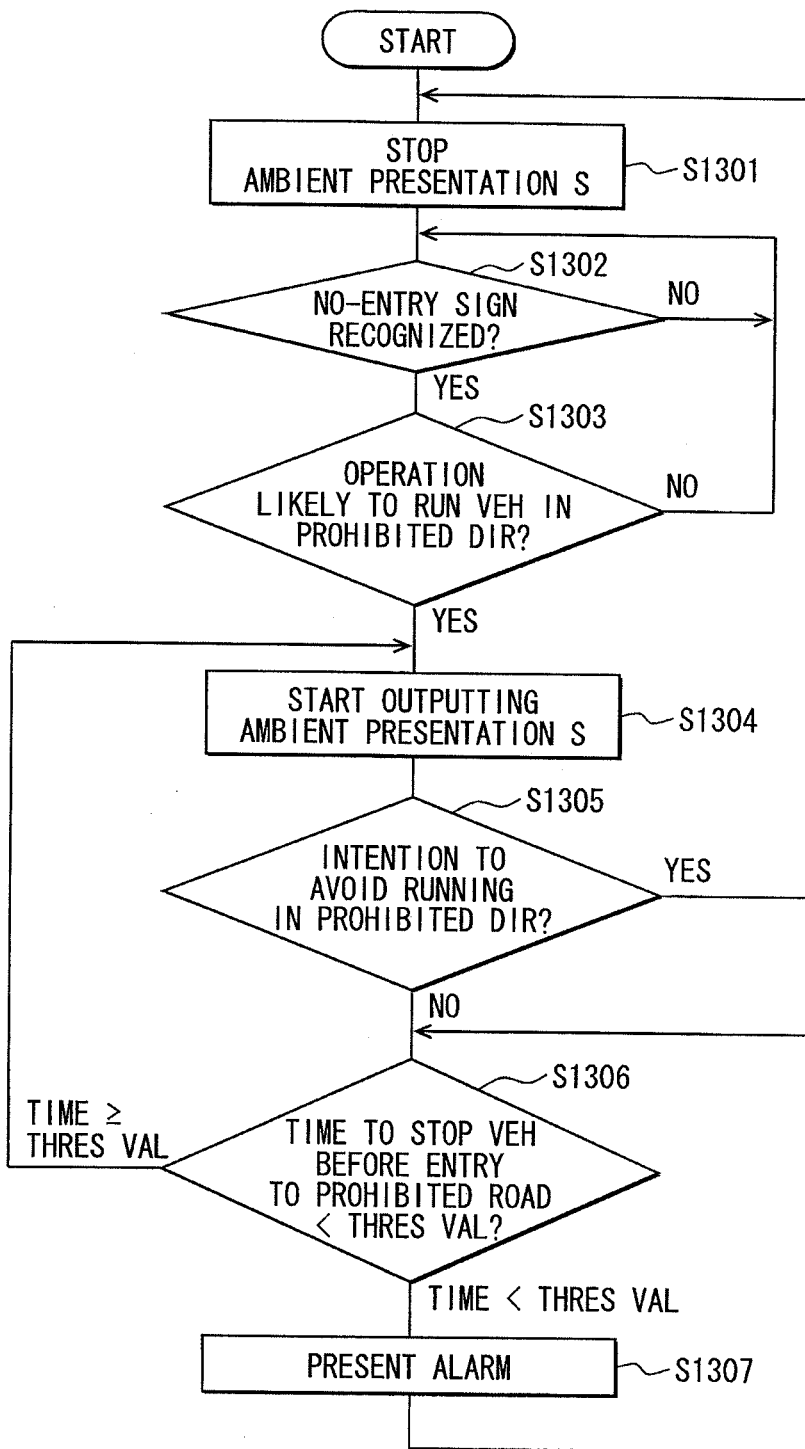 START
STOP
AMBIENT PRESENTATION S
S1301
S1302
NO-ENTRY SIGN
RECOGNIZED?
NO
YES
S1303
OPERATION
LIKELY TO RUN VEH IN
PROHIBITED DIR?
NO
YES
START OUTPUTTING
AMBIENT PRESENTATION S
S1304
S1305
INTENTION TO
AVOID RUNNING
IN PROHIBITED DIR?
YES
NO
S1306
TIME ≥
THRES VAL
TIME TO STOP VEH
BEFORE ENTRY
TO PROHIBITED ROAD
< THRES VAL?
TIME < THRES VAL
PRESENT ALARM
S1307